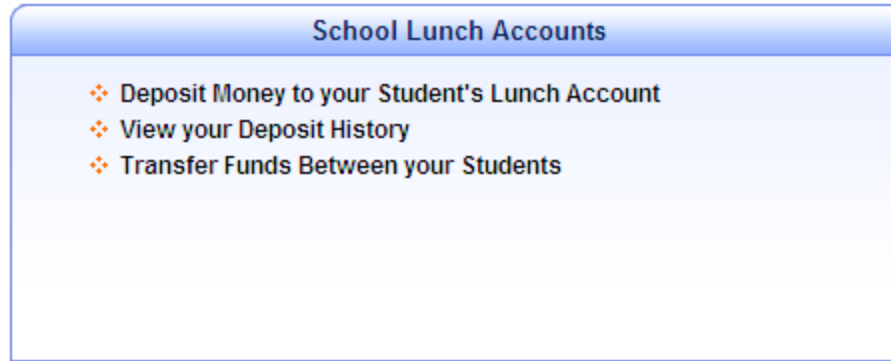 School Lunch Accounts
Deposit Money to your Student's Lunch Account
View your Deposit History
Transfer Funds Between your Students